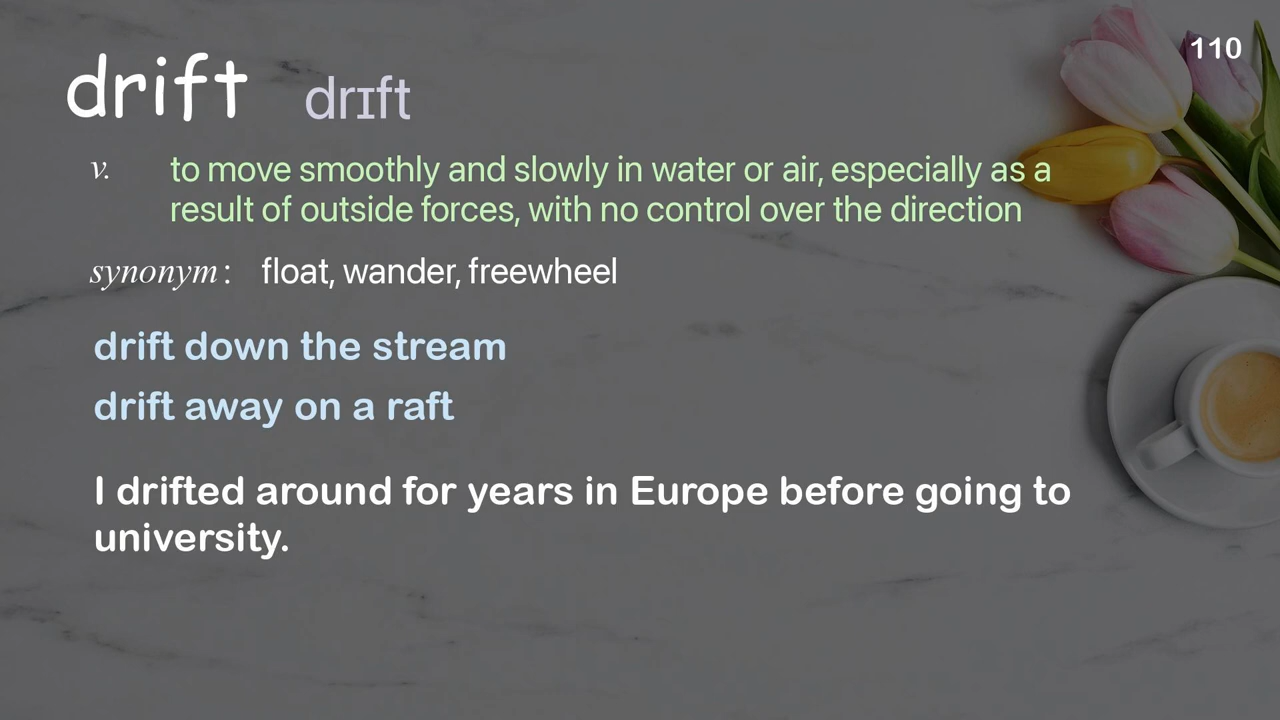 110
drift drɪft
v. to move smoothly and slowly in water or air, especially as a
result of outside forces, with no control over the direction
synonym: float, wander, freewheel
drift down the stream
drift away on a raft
I drifted around for years in Europe before going to
university.